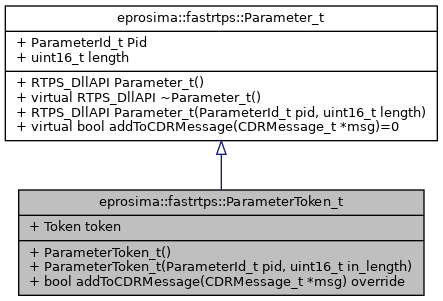 eprosima::fastrtps::Parameter_t
+ ParameterId_t Pid
+ uint16_t length
+ RTPS_DllAPI Parameter_t()
+ virtual RTPS_DllAPI ~Parameter_t()
+ RTPS_DllAPI Parameter_t(ParameterId_t pid, uint16_t length)
+ virtual bool addToCDRMessage(CDRMessage_t *msg)=0
eprosima::fastrtps::ParameterToken_t
+ Token token
+ ParameterToken_t()
+ ParameterToken_t(ParameterId_t pid, uint16_t in_length)
+ bool addToCDRMessage(CDRMessage_t *msg) override